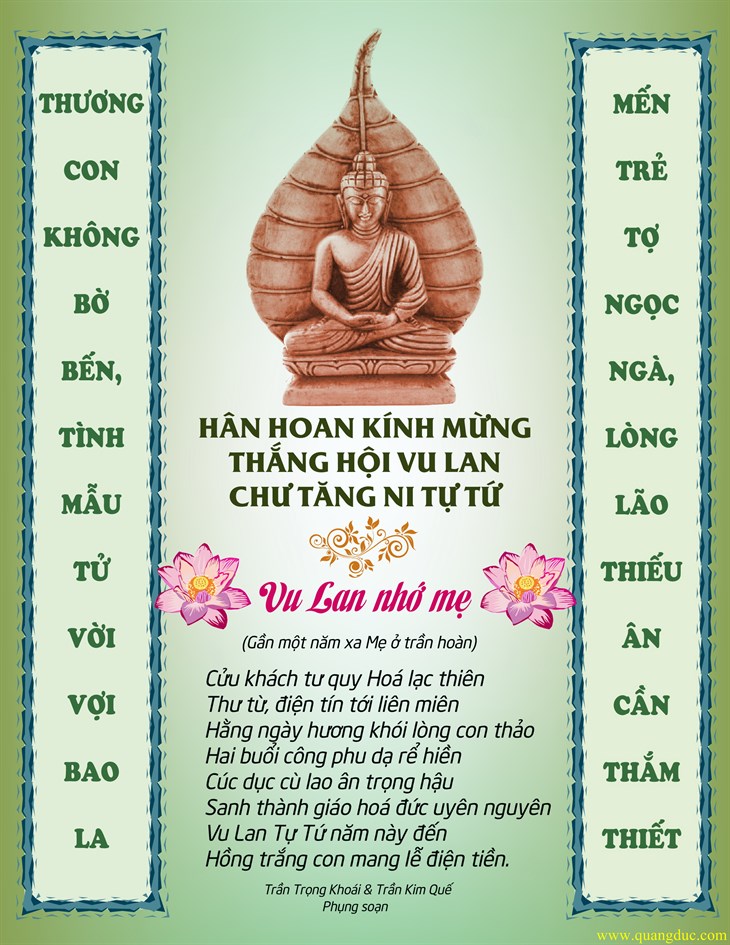 THƯƠNG
CON
KHÔNG
BỜ
BẾN,
TÌNH
MẪU
TỬ
VỜI
VỢI
BAO
LA
HÂN HOAN KÍNH MỪNG
THẮNG HỘI VU LAN
CHƯ TĂNG NI TỰ TỨ
Vu Lan nhớ mẹ
(Gần một năm xa Mẹ ở trần hoàn)
Cửu khách tư quy Hoá lạc thiên
Thư từ, điện tín tới liên miên
Hằng ngày hương khói lòng con thảo
Hai buổi công phu dạ rể hiền
Cúc dục cù lao ân trọng hậu
Sanh thành giáo hoá đức uyên nguyên
Vu Lan Tự Tứ năm này đến
Hồng trắng con mang lễ điện tiền.
Trần Trọng Khoái & Trần Kim Quế
Phụng soạn
MẾN
TRẺ
TỢ
NGỌC
NGÀ,
LÒNG
LÃO
THIẾU
ÂN
CẦN
THẮM
THIẾT
www.quangduc.com